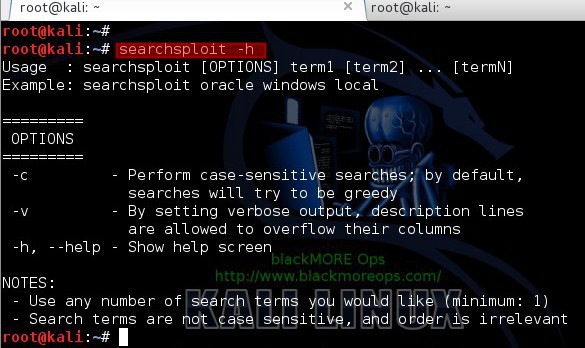 root@kali: ~
root@kali: ~
root@kali:~#
root@kali:~# searchsploit -h
Usage  : searchsploit [OPTIONS] term1 [term2] ... [termN]
Example: searchsploit oracle windows local
=========
OPTIONS
=========
-c         - Perform case-sensitive searches; by default,
searches will try to be greedy
-v         - By setting verbose output, description lines
are allowed to overflow their columns
-h, --help - Show help screen
blackMORE Ops
http://www.blackmoreops.com/
NOTES:
- Use any number of search terms you would like (minimum: 1)
- Search terms are not case sensitive, and order is irrelevant
KALI LINUX
root@kali:~#